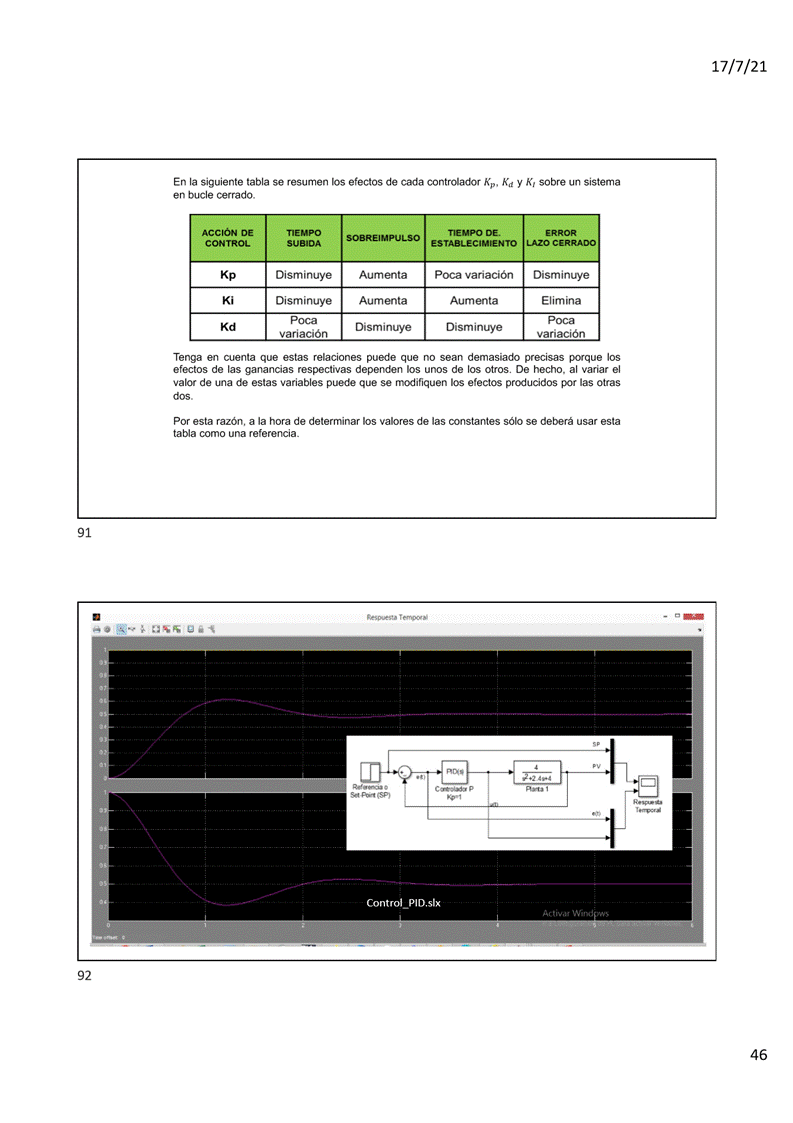 17/7/21
En la siguiente tabla se resumen los efectos de cada controlador Kp, Kd y KI sobre un sistema
en bucle cerrado.
ACCIÓN DE CONTROL TIEMPO SUBIDA SOBREIMPULSO TIEMPO DE. ESTABLECIMIENTO ERROR LAZO CERRADO
Kp Disminuye Aumenta Poca variación Disminuye
Ki Disminuye Aumenta Aumenta Elimina
Kd Poca variación Disminuye Disminuye Poca variación
Tenga en cuenta que estas relaciones puede que no sean demasiado precisas porque los
efectos de las ganancias respectivas dependen los unos de los otros. De hecho, al variar el
valor de una de estas variables puede que se modifiquen los efectos producidos por las otras
dos.
Por esta razón, a la hora de determinar los valores de las constantes sólo se deberá usar esta
tabla como una referencia.
91
Respuesta Temporal
1
0.9
0.8
0.7
0.6
0.5
0.4
0.3
0.2
0.1
0
SP
PV
e(t)
PID(s)
4
s²+2.4s+4
Referencia o
Set-Point (SP)
Controlador P
Kp=1
Planta 1
u(t)
e(t)
Respuesta
Temporal
1
0.9
0.8
0.7
0.6
0.5
0.4
0 1 2 3 4 5 6
Control_PID.slx
Activar Windows
Time offset: 0
92
46